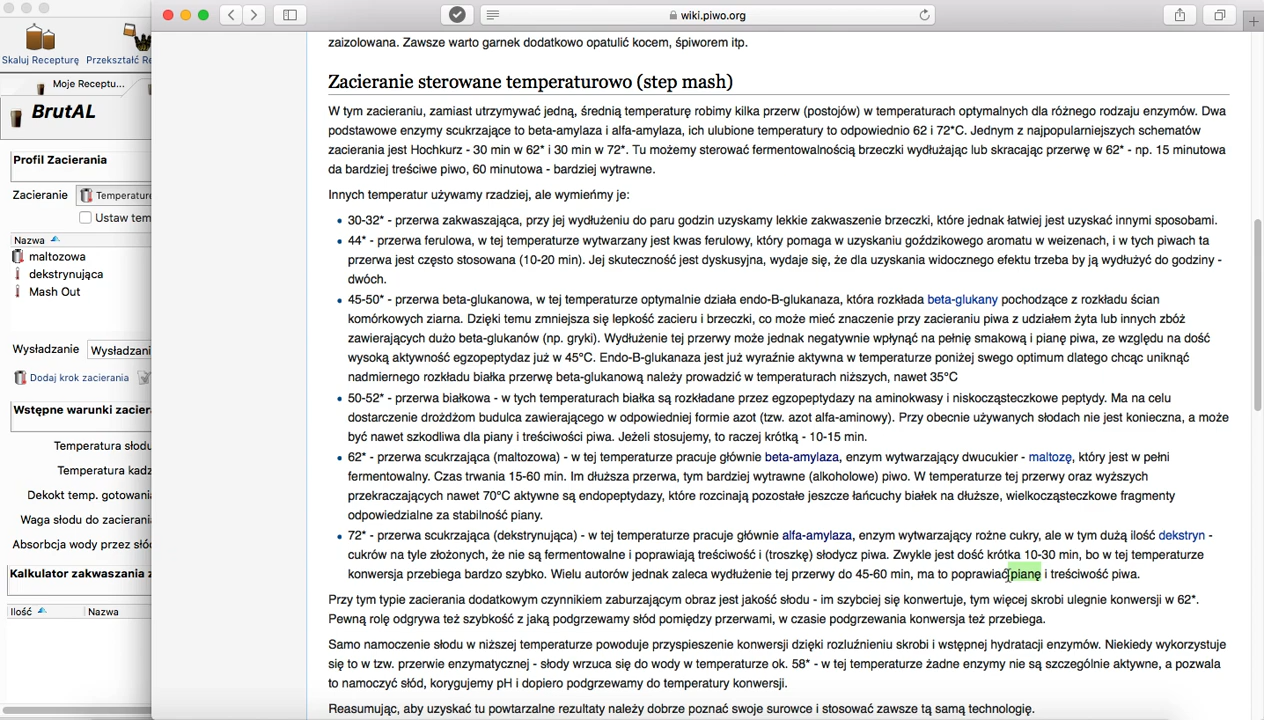 wiki.piwo.org
Skaluj Recepturę
Przekształć Re
Moje Receptu...
BrutAL
Profil Zacierania
Zacieranie
Temperature
Ustaw tem
Nazwa
maltozowa
dekstrynująca
Mash Out
Wysładzanie
Wysładzani
Dodaj krok zacierania
Wstępne warunki zacier
Temperatura słodu
Temperatura kadz
Dekokt temp. gotowania
Waga słodu do zacierani
Absorbcja wody przez słó
Kalkulator zakwaszania z
Ilość
Nazwa
zaizolowana. Zawsze warto garnek dodatkowo opatulić kocem, śpiworem itp.
Zacieranie sterowane temperaturowo (step mash)
W tym zacieraniu, zamiast utrzymywać jedną, średnią temperaturę robimy kilka przerw (postojów) w temperaturach optymalnych dla różnego rodzaju enzymów. Dwa
podstawowe enzymy scukrzające to beta-amylaza i alfa-amylaza, ich ulubione temperatury to odpowiednio 62 i 72*C. Jednym z najpopularniejszych schematów
zacierania jest Hochkurz - 30 min w 62* i 30 min w 72*. Tu możemy sterować fermentowalnością brzeczki wydłużając lub skracając przerwę w 62* - np. 15 minutowa
da bardziej treściwe piwo, 60 minutowa - bardziej wytrawne.
Innych temperatur używamy rzadziej, ale wymieńmy je:
30-32* - przerwa zakwaszająca, przy jej wydłużeniu do paru godzin uzyskamy lekkie zakwaszenie brzeczki, które jednak łatwiej jest uzyskać innymi sposobami.
44* - przerwa ferulowa, w tej temperaturze wytwarzany jest kwas ferulowy, który pomaga w uzyskaniu goździkowego aromatu w weizenach, i w tych piwach ta
przerwa jest często stosowana (10-20 min). Jej skuteczność jest dyskusyjna, wydaje się, że dla uzyskania widocznego efektu trzeba by ją wydłużyć do godziny -
dwóch.
45-50* - przerwa beta-glukanowa, w tej temperaturze optymalnie działa endo-B-glukanaza, która rozkłada beta-glukany pochodzące z rozkładu ścian
komórkowych ziarna. Dzięki temu zmniejsza się lepkość zacieru i brzeczki, co może mieć znaczenie przy zacieraniu piwa z udziałem żyta lub innych zbóż
zawierających dużo beta-glukanów (np. gryki). Wydłużenie tej przerwy może jednak negatywnie wpłynąć na pełnię smakową i pianę piwa, ze względu na dość
wysoką aktywność egzopeptydaz już w 45°C. Endo-B-glukanaza jest już wyraźnie aktywna w temperaturze poniżej swego optimum dlatego chcąc uniknąć
nadmiernego rozkładu białka przerwę beta-glukanową należy prowadzić w temperaturach niższych, nawet 35°C
50-52* - przerwa białkowa - w tych temperaturach białka są rozkładane przez egzopeptydazy na aminokwasy i niskocząsteczkowe peptydy. Ma na celu
dostarczenie drożdżom budulca zawierającego w odpowiedniej formie azot (tzw. azot alfa-aminowy). Przy obecnie używanych słodach nie jest konieczna, a może
być nawet szkodliwa dla piany i treściwości piwa. Jeżeli stosujemy, to raczej krótką - 10-15 min.
62* - przerwa scukrzająca (maltozowa) - w tej temperaturze pracuje głównie beta-amylaza, enzym wytwarzający dwucukier - maltozę, który jest w pełni
fermentowalny. Czas trwania 15-60 min. Im dłuższa przerwa, tym bardziej wytrawne (alkoholowe) piwo. W temperaturze tej przerwy oraz wyższych
przekraczających nawet 70°C aktywne są endopeptydazy, które rozcinają pozostałe jeszcze łańcuchy białek na dłuższe, wielkocząsteczkowe fragmenty
odpowiedzialne za stabilność piany.
72* - przerwa scukrzająca (dekstrynująca) - w tej temperaturze pracuje głównie alfa-amylaza, enzym wytwarzający rożne cukry, ale w tym dużą ilość dekstryn -
cukrów na tyle złożonych, że nie są fermentowalne i poprawiają treściwość i (troszkę) słodycz piwa. Zwykle jest dość krótka 10-30 min, bo w tej temperaturze
konwersja przebiega bardzo szybko. Wielu autorów jednak zaleca wydłużenie tej przerwy do 45-60 min, ma to poprawiać pianę i treściwość piwa.
Przy tym typie zacierania dodatkowym czynnikiem zaburzającym obraz jest jakość słodu - im szybciej się konwertuje, tym więcej skrobi ulegnie konwersji w 62*.
Pewną rolę odgrywa też szybkość z jaką podgrzewamy słód pomiędzy przerwami, w czasie podgrzewania konwersja też przebiega.
Samo namoczenie słodu w niższej temperaturze powoduje przyspieszenie konwersji dzięki rozluźnieniu skrobi i wstępnej hydratacji enzymów. Niekiedy wykorzystuje
się to w tzw. przerwie enzymatycznej - słody wrzuca się do wody w temperaturze ok. 58* - w tej temperaturze żadne enzymy nie są szczególnie aktywne, a pozwala
to namoczyć słód, korygujemy pH i dopiero podgrzewamy do temperatury konwersji.
Reasumując, aby uzyskać tu powtarzalne rezultaty należy dobrze poznać swoje surowce i stosować zawsze tą samą technologię.